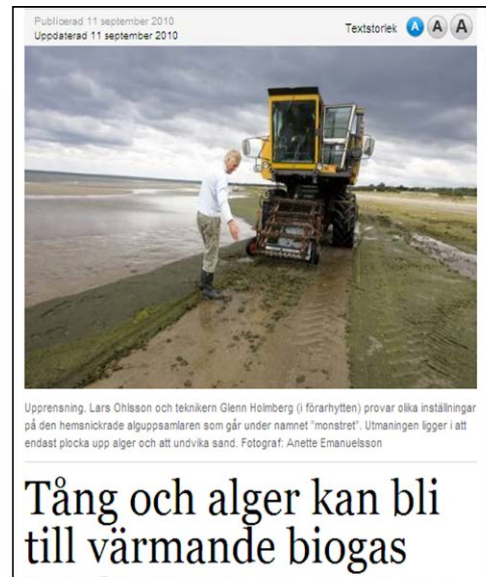 Publicerad 11 september 2010
Uppdaterad 11 september 2010
Textstorlek A A A
Upprensning. Lars Ohlsson och teknikern Glenn Holmberg (i förarhytten) provar olika inställningar
på den hemsnickrade alguppsamlaren som går under namnet "monstret". Utmaningen ligger i att
endast plocka upp alger och att undvika sand. Fotograf: Anette Emanuelsson
Tång och alger kan bli
till värmande biogas